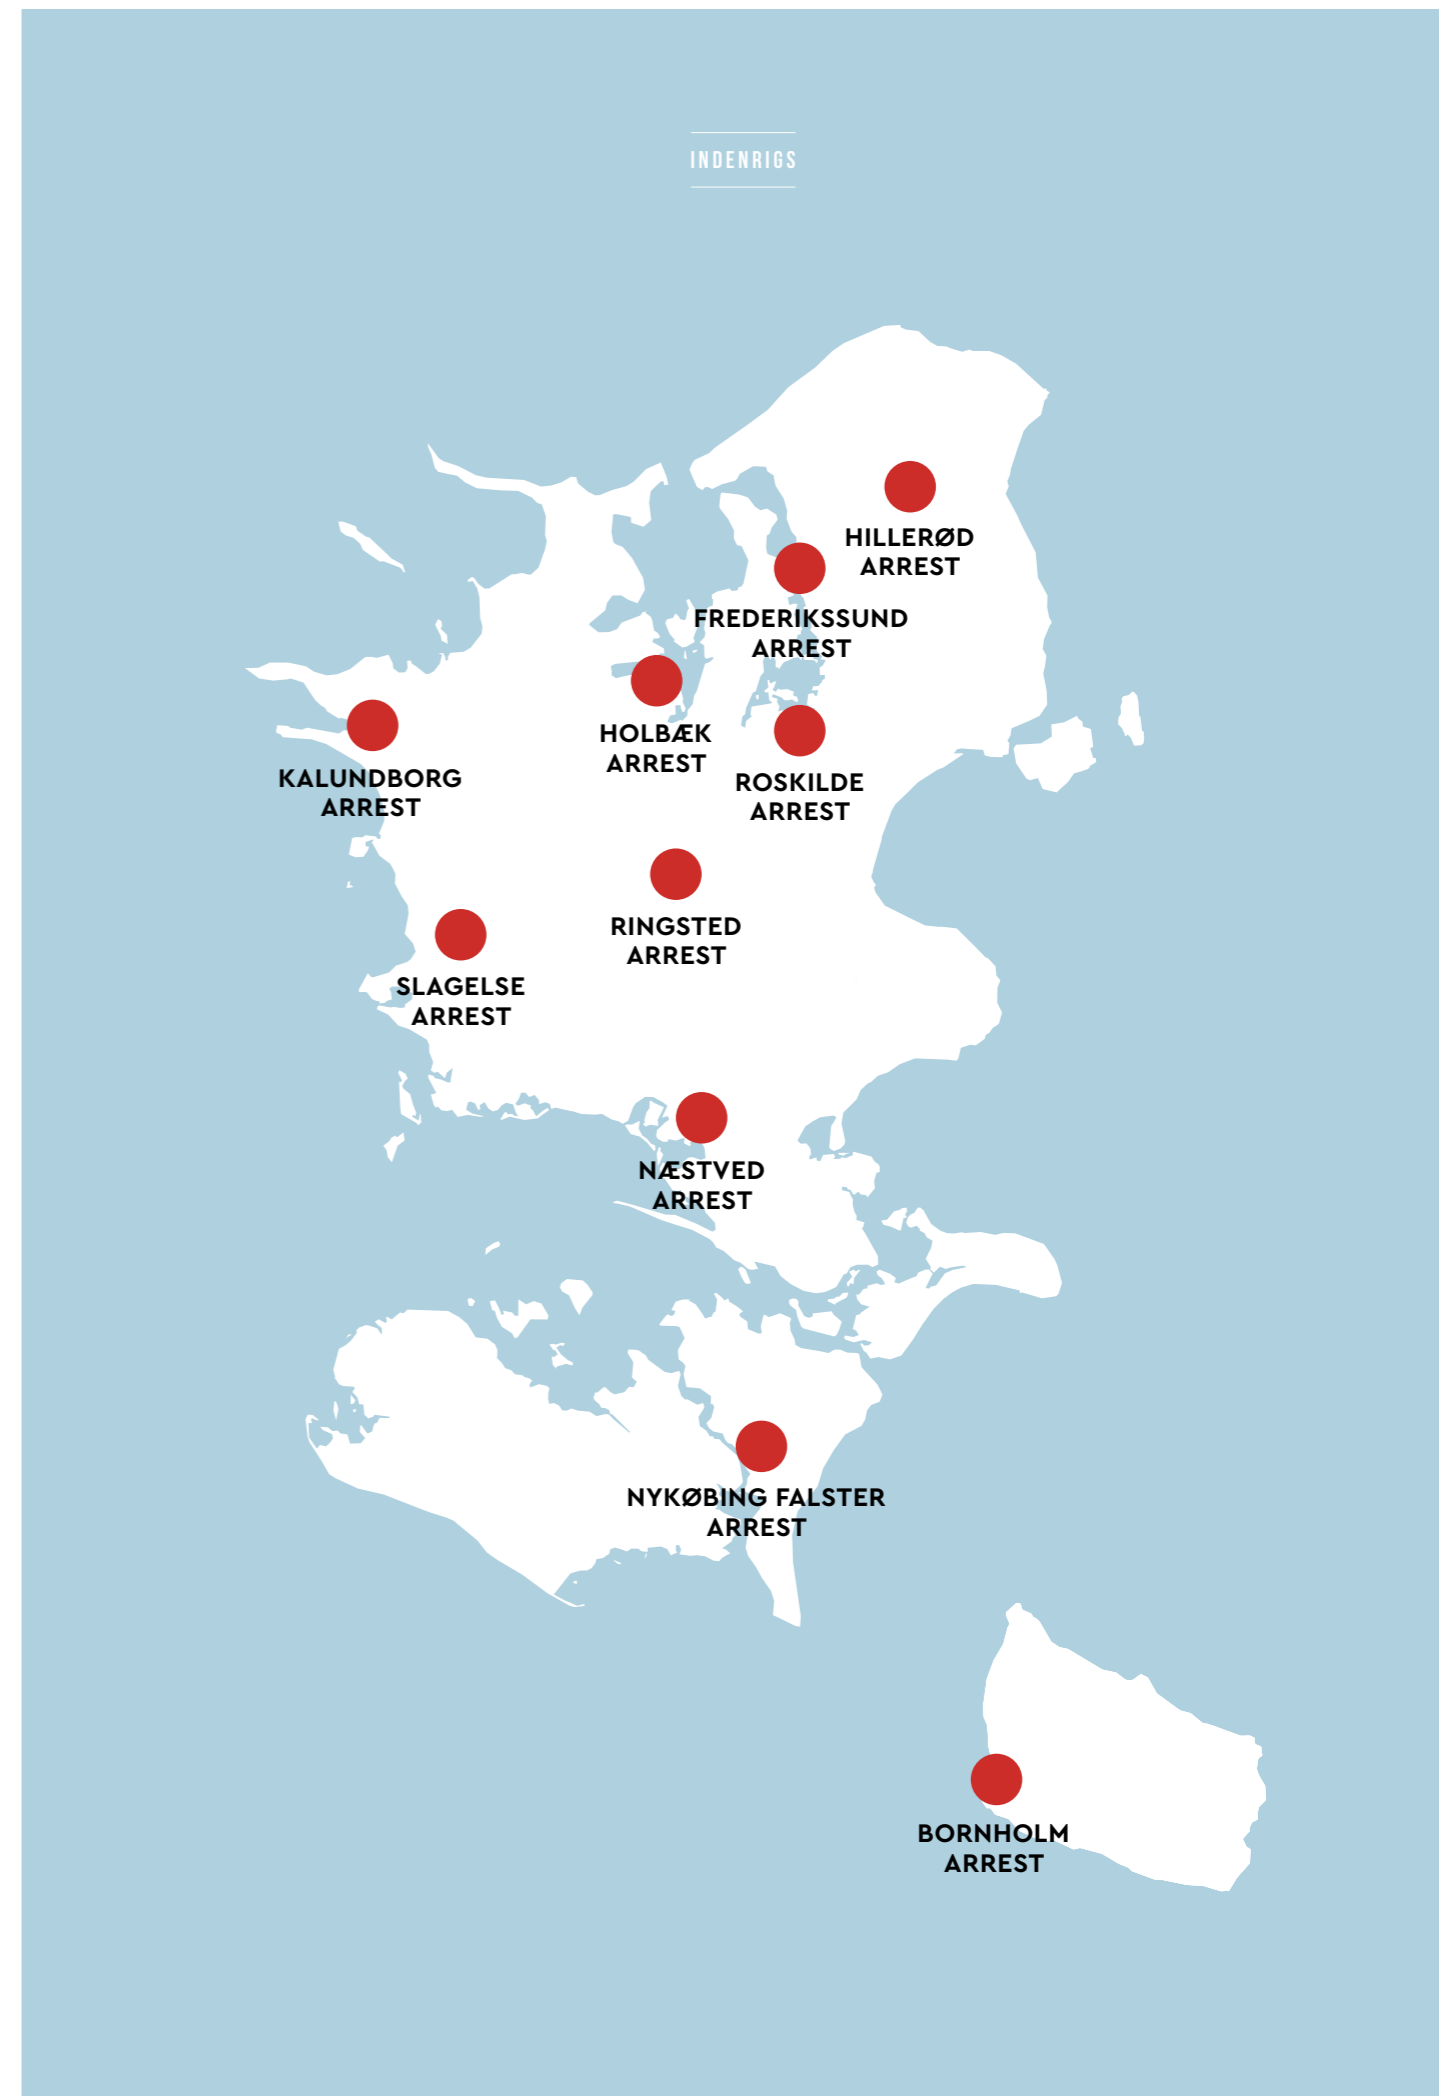 INDENRIGS
HILLERØD
ARREST
FREDERIKSSUND
ARREST
HOLBÆK
ARREST
KALUNDBORG
ARREST
ROSKILDE
ARREST
RINGSTED
ARREST
SLAGELSE
ARREST
NÆSTVED
ARREST
NYKØBING FALSTER
ARREST
BORNHOLM
ARREST